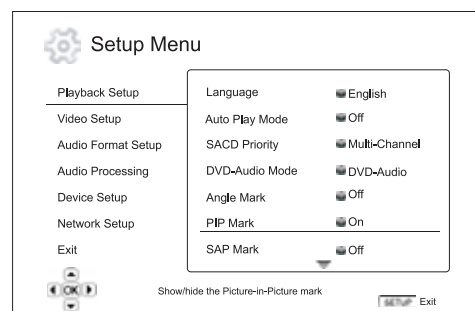 Setup Menu
Playback Setup
Video Setup
Audio Format Setup
Audio Processing
Device Setup
Network Setup
Exit
Language English
Auto Play Mode Off
SACD Priority Multi-Channel
DVD-Audio Mode DVD-Audio
Angle Mark Off
PIP Mark On
SAP Mark Off
OK
Show/hide the Picture-in-Picture mark
SETUP Exit